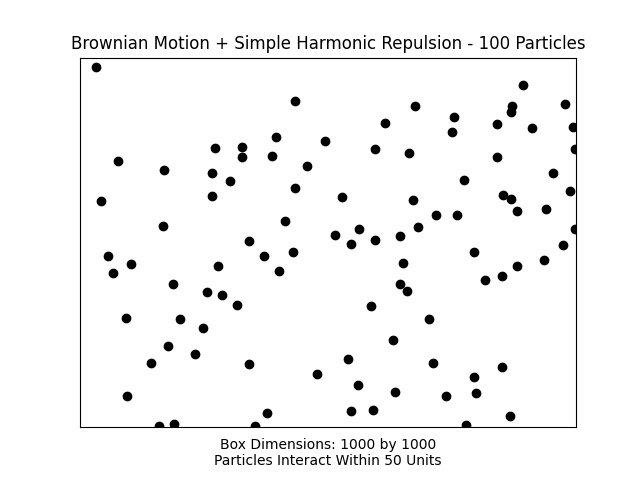 Brownian Motion + Simple Harmonic Repulsion - 100 Particles
Box Dimensions: 1000 by 1000
Particles Interact Within 50 Units